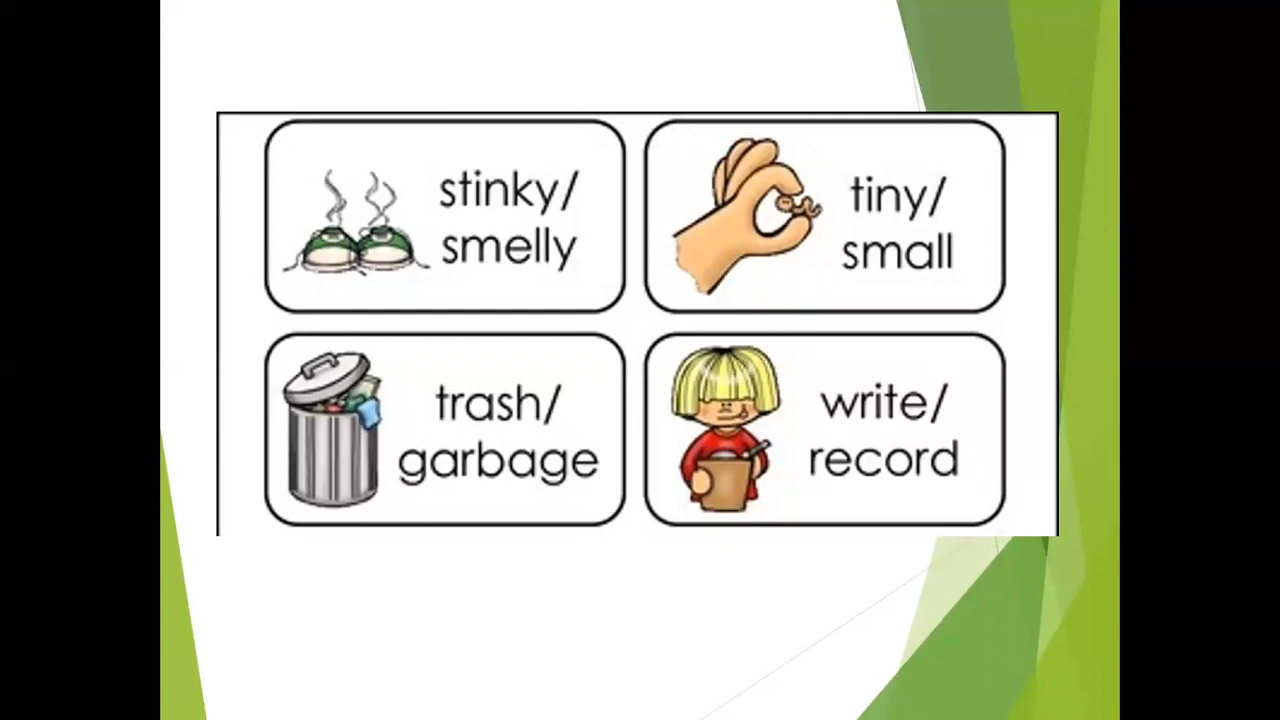 stinky/
smelly
tiny/
small
trash/
garbage
write/
record